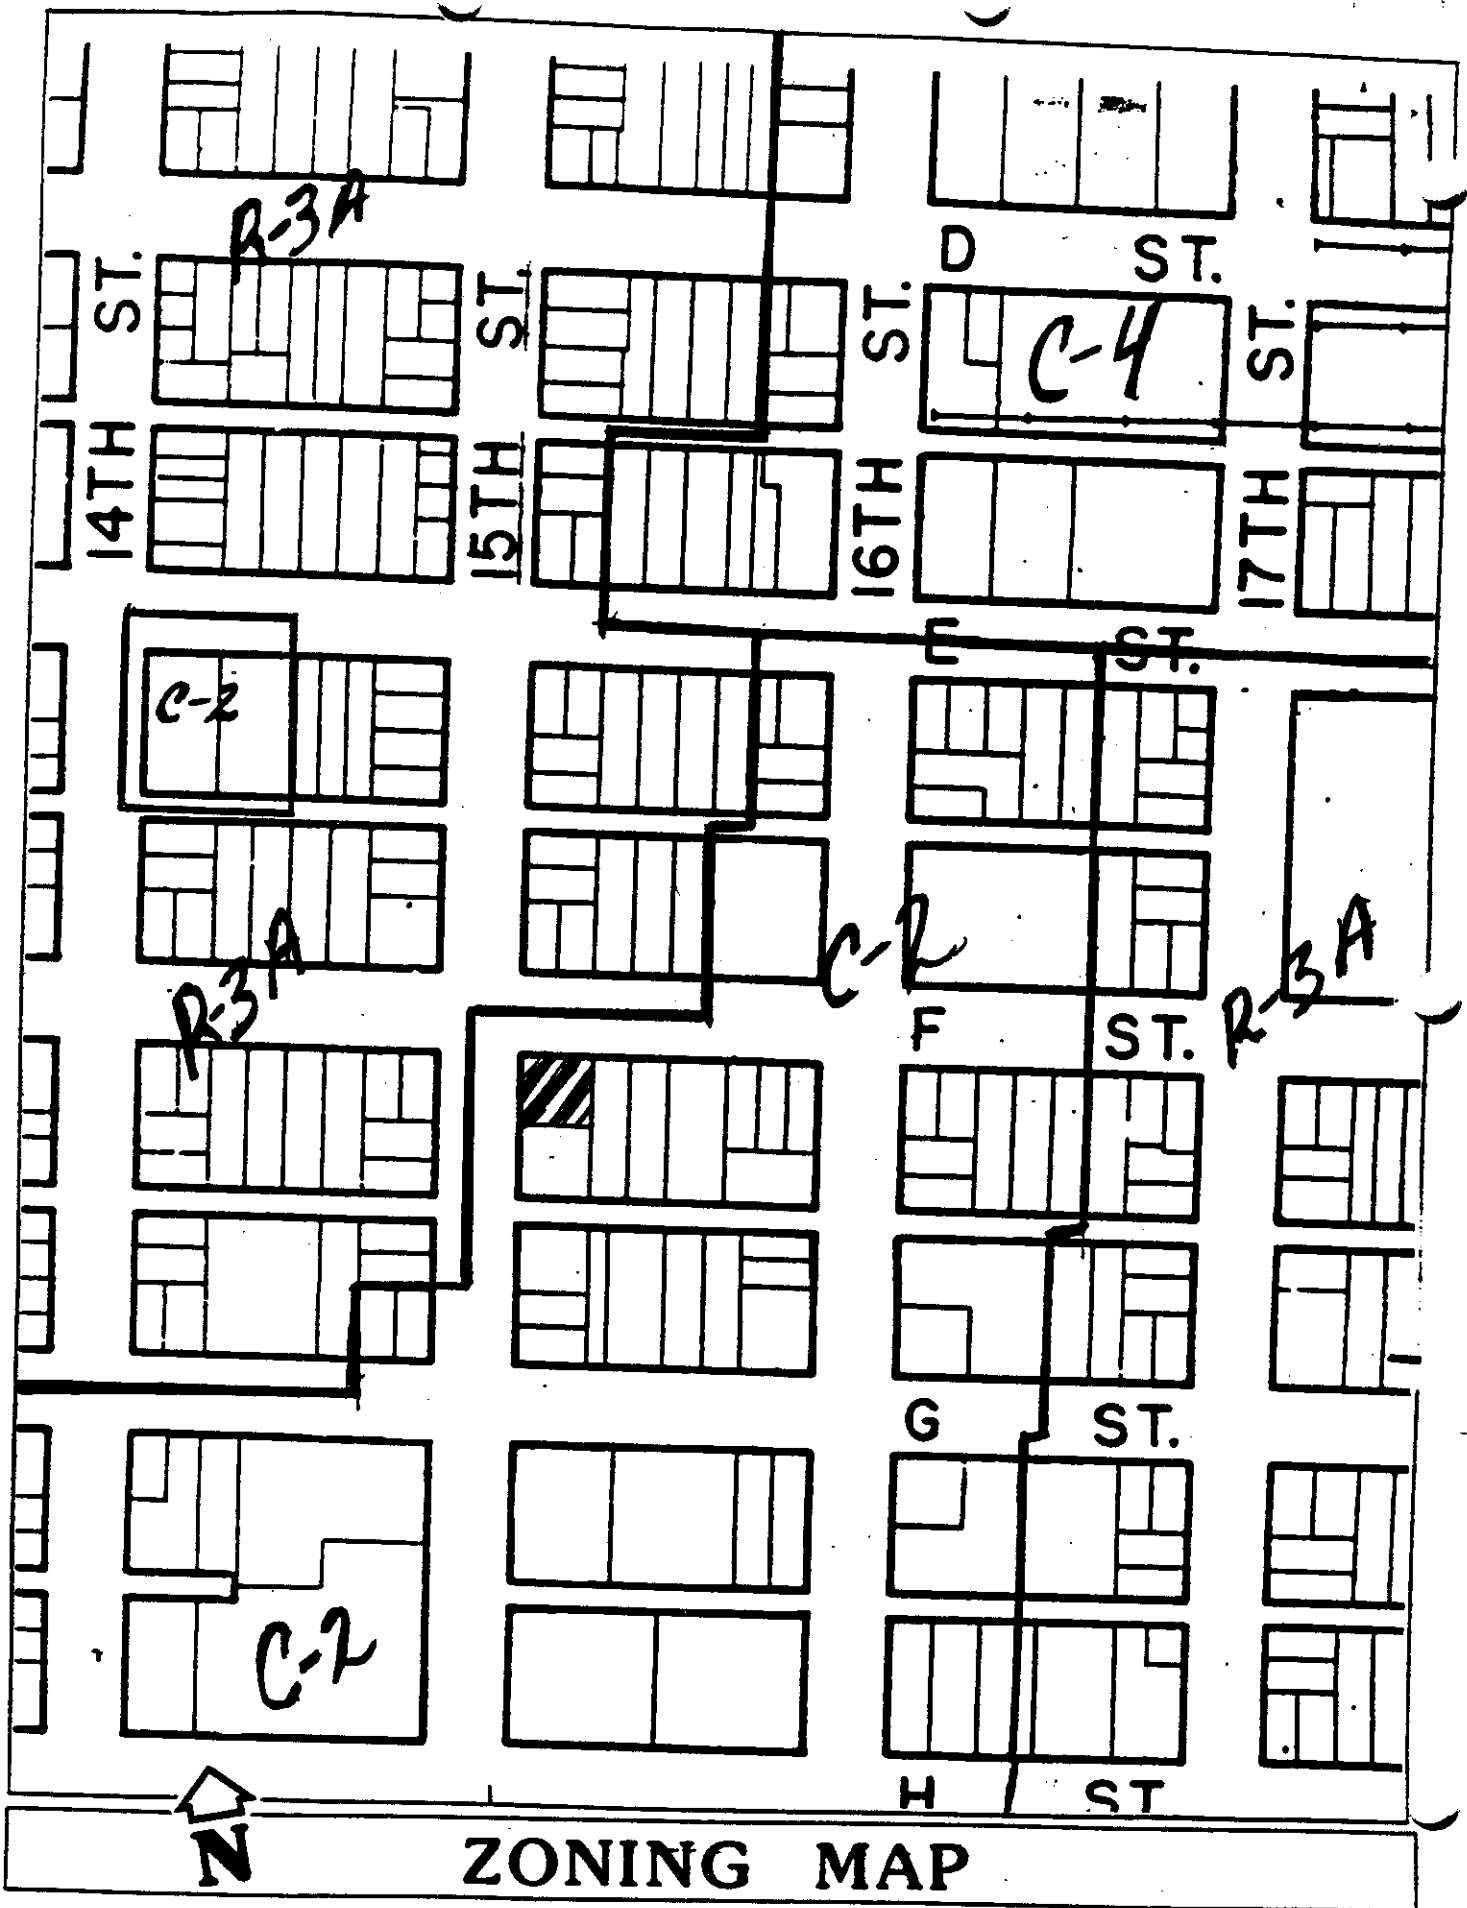 R-3A
D ST.
ST.
ST.
ST.
ST.
C-4
14TH
15TH
16TH
17TH
E ST.
C-2
C-2
R-3A
R-3A
F ST.
G ST.
C-2
H ST
N
ZONING MAP